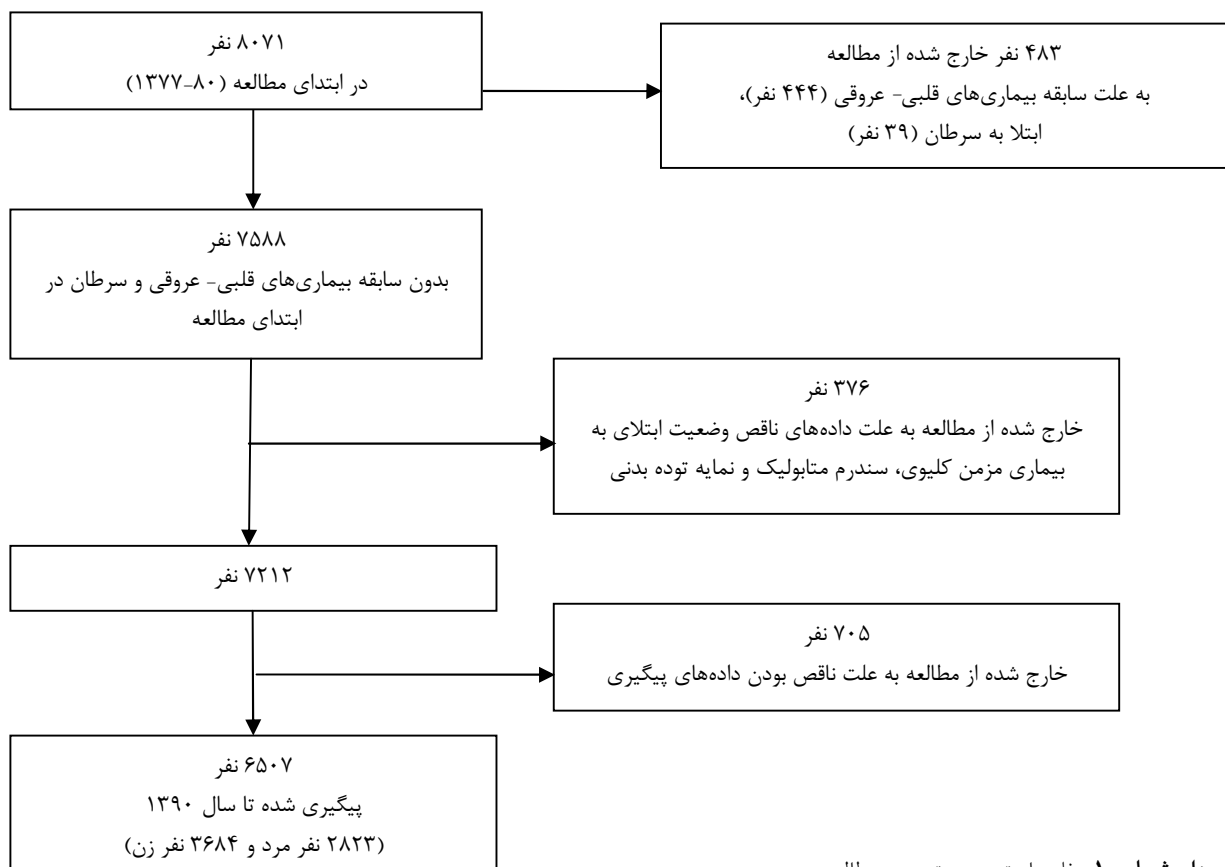 ۸۰۷۱ نفر
در ابتدای مطالعه (۸۰-۱۳۷۷)
۴۸۳ نفر خارج شده از مطالعه
به علت سابقه بیماری‌های قلبی- عروقی (۴۴۴ نفر)،
ابتلا به سرطان (۳۹ نفر)
۷۵۸۸ نفر
بدون سابقه بیماری‌های قلبی- عروقی و سرطان در
ابتدای مطالعه
۳۷۶ نفر
خارج شده از مطالعه به علت داده‌های ناقص وضعیت ابتلای به
بیماری مزمن کلیوی، سندرم متابولیک و نمایه توده بدنی
۷۲۱۲ نفر
۷۰۵ نفر
خارج شده از مطالعه به علت ناقص بودن داده‌های پیگیری
۶۵۰۷ نفر
پیگیری شده تا سال ۱۳۹۰
(۲۸۲۳ نفر مرد و ۳۶۸۴ نفر زن)